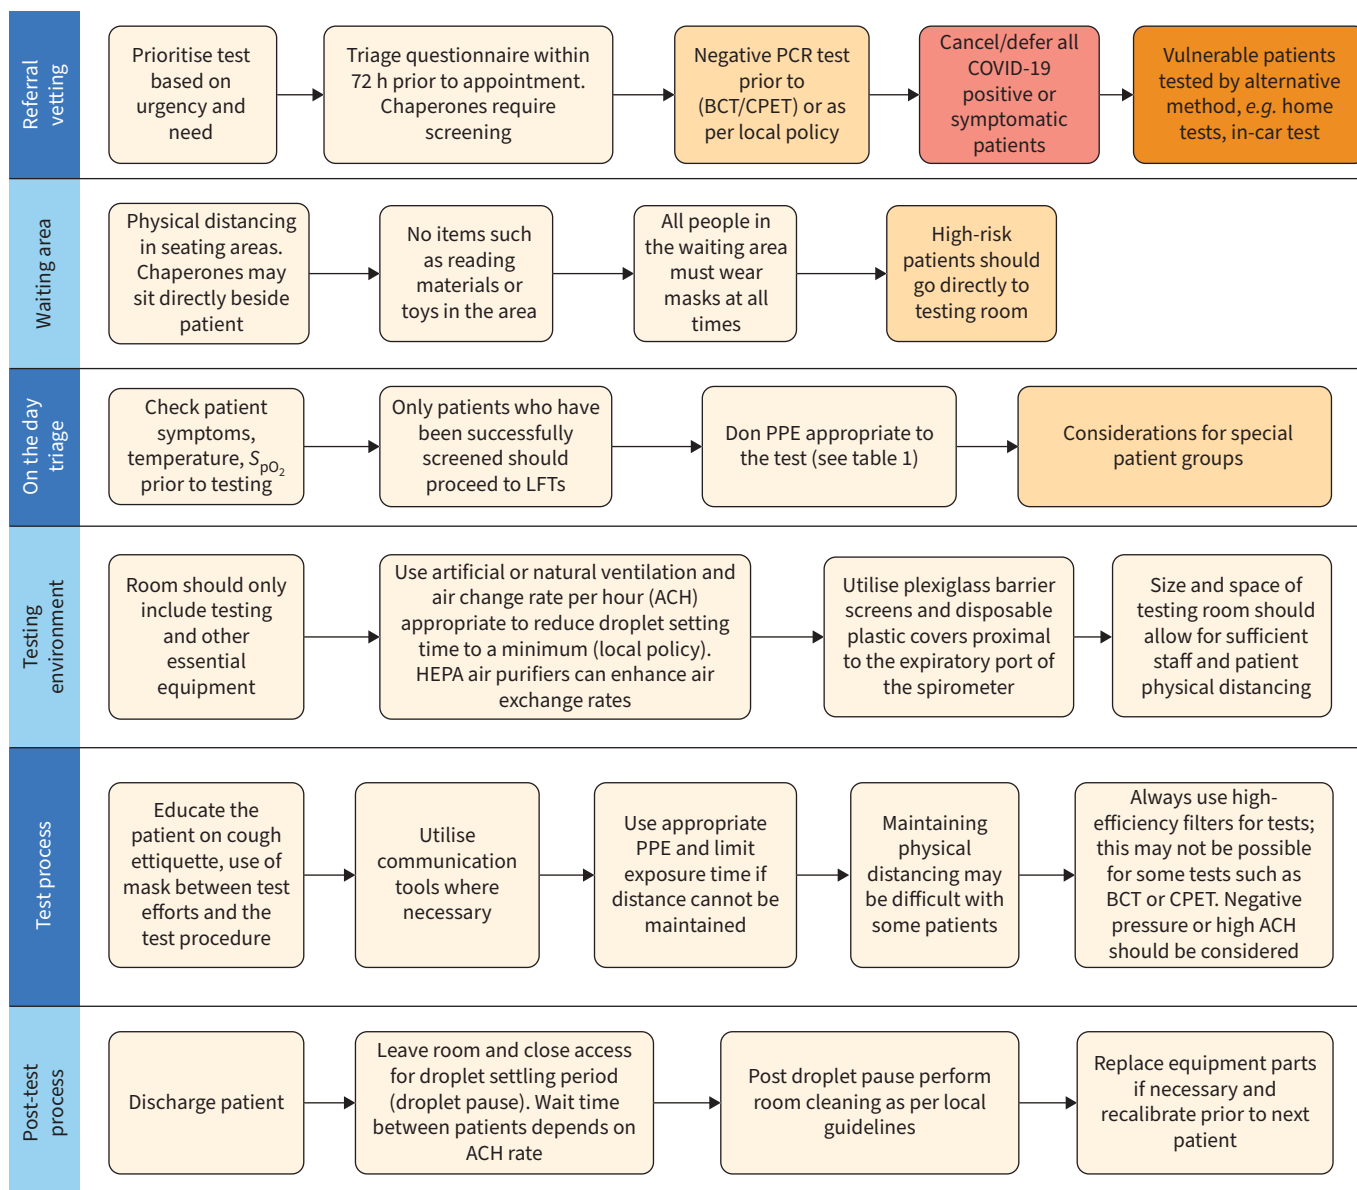 Referral
vetting
Prioritise test
based on
urgency and
need
Triage questionnaire within
72 h prior to appointment.
Chaperones require
screening
Negative PCR test
prior to
(BCT/CPET) or as
per local policy
Cancel/defer all
COVID-19
positive or
symptomatic
patients
Vulnerable patients
tested by alternative
method, e.g. home
tests, in-car test
Waiting area
Physical distancing
in seating areas.
Chaperones may
sit directly beside
patient
No items such
as reading
materials or
toys in the area
All people in
the waiting area
must wear
masks at all
times
High-risk
patients should
go directly to
testing room
On the day
triage
Check patient
symptoms,
temperature, SpO2
prior to testing
Only patients who have
been successfully
screened should
proceed to LFTs
Don PPE appropriate to
the test (see table 1)
Considerations for special
patient groups
Testing
environment
Room should only
include testing
and other
essential
equipment
Use artificial or natural ventilation and
air change rate per hour (ACH)
appropriate to reduce droplet setting
time to a minimum (local policy).
HEPA air purifiers can enhance air
exchange rates
Utilise plexiglass barrier
screens and disposable
plastic covers proximal
to the expiratory port of
the spirometer
Size and space of
testing room should
allow for sufficient
staff and patient
physical distancing
Test process
Educate the
patient on cough
ettiquette, use of
mask between test
efforts and the
test procedure
Utilise
communication
tools where
necessary
Use appropriate
PPE and limit
exposure time if
distance cannot be
maintained
Maintaining
physical
distancing may
be difficult with
some patients
Always use high-
efficiency filters for tests;
this may not be possible
for some tests such as
BCT or CPET. Negative
pressure or high ACH
should be considered
Post-test
process
Discharge patient
Leave room and close access
for droplet settling period
(droplet pause). Wait time
between patients depends on
ACH rate
Post droplet pause perform
room cleaning as per local
guidelines
Replace equipment parts
if necessary and
recalibrate prior to next
patient